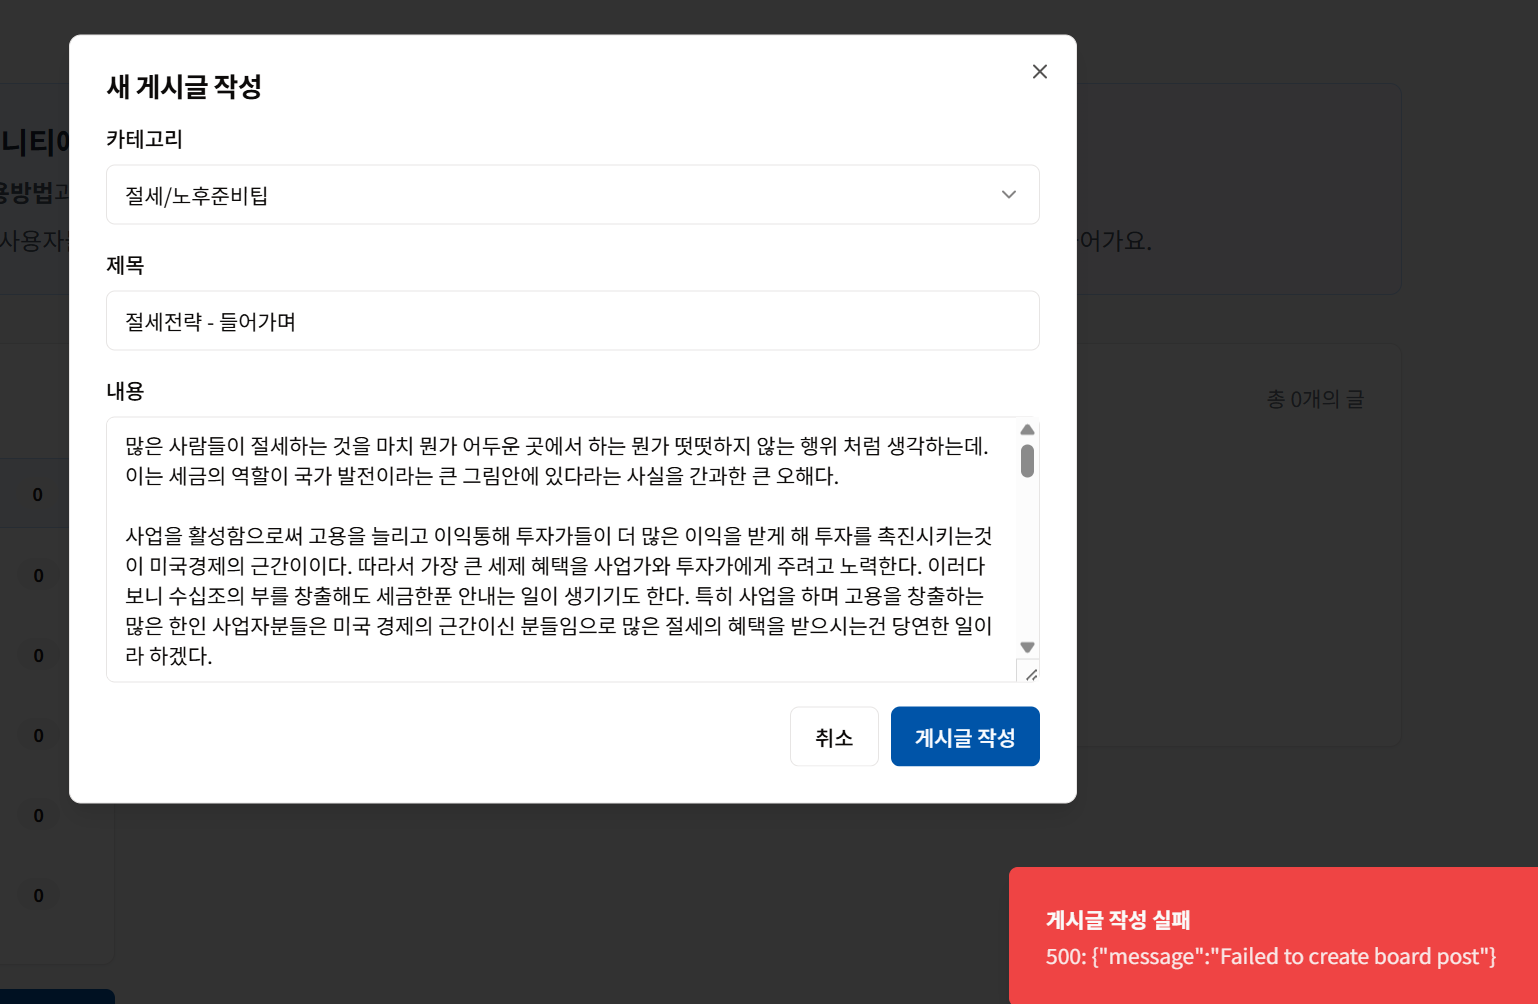 새 게시글 작성
카테고리
절세/노후준비팁
제목
절세전략 - 들어가며
내용
많은 사람들이 절세하는 것을 마치 뭔가 어두운 곳에서 하는 뭔가 떳떳하지 않는 행위 처럼 생각하는데.
이는 세금의 역할이 국가 발전이라는 큰 그림안에 있다라는 사실을 간과한 큰 오해다.
사업을 활성함으로써 고용을 늘리고 이익통해 투자가들이 더 많은 이익을 받게 해 투자를 촉진시키는것
이 미국경제의 근간이이다. 따라서 가장 큰 세제 혜택을 사업가와 투자가에게 주려고 노력한다. 이러다
보니 수십조의 부를 창출해도 세금한푼 안내는 일이 생기기도 한다. 특히 사업을 하며 고용을 창출하는
많은 한인 사업자분들은 미국 경제의 근간이신 분들임으로 많은 절세의 혜택을 받으시는건 당연한 일이
라 하겠다.
취소
게시글 작성
니티
용방법과
사용자
어가요.
총 0개의 글
0
0
0
0
0
0
게시글 작성 실패
500: {"message":"Failed to create board post"}